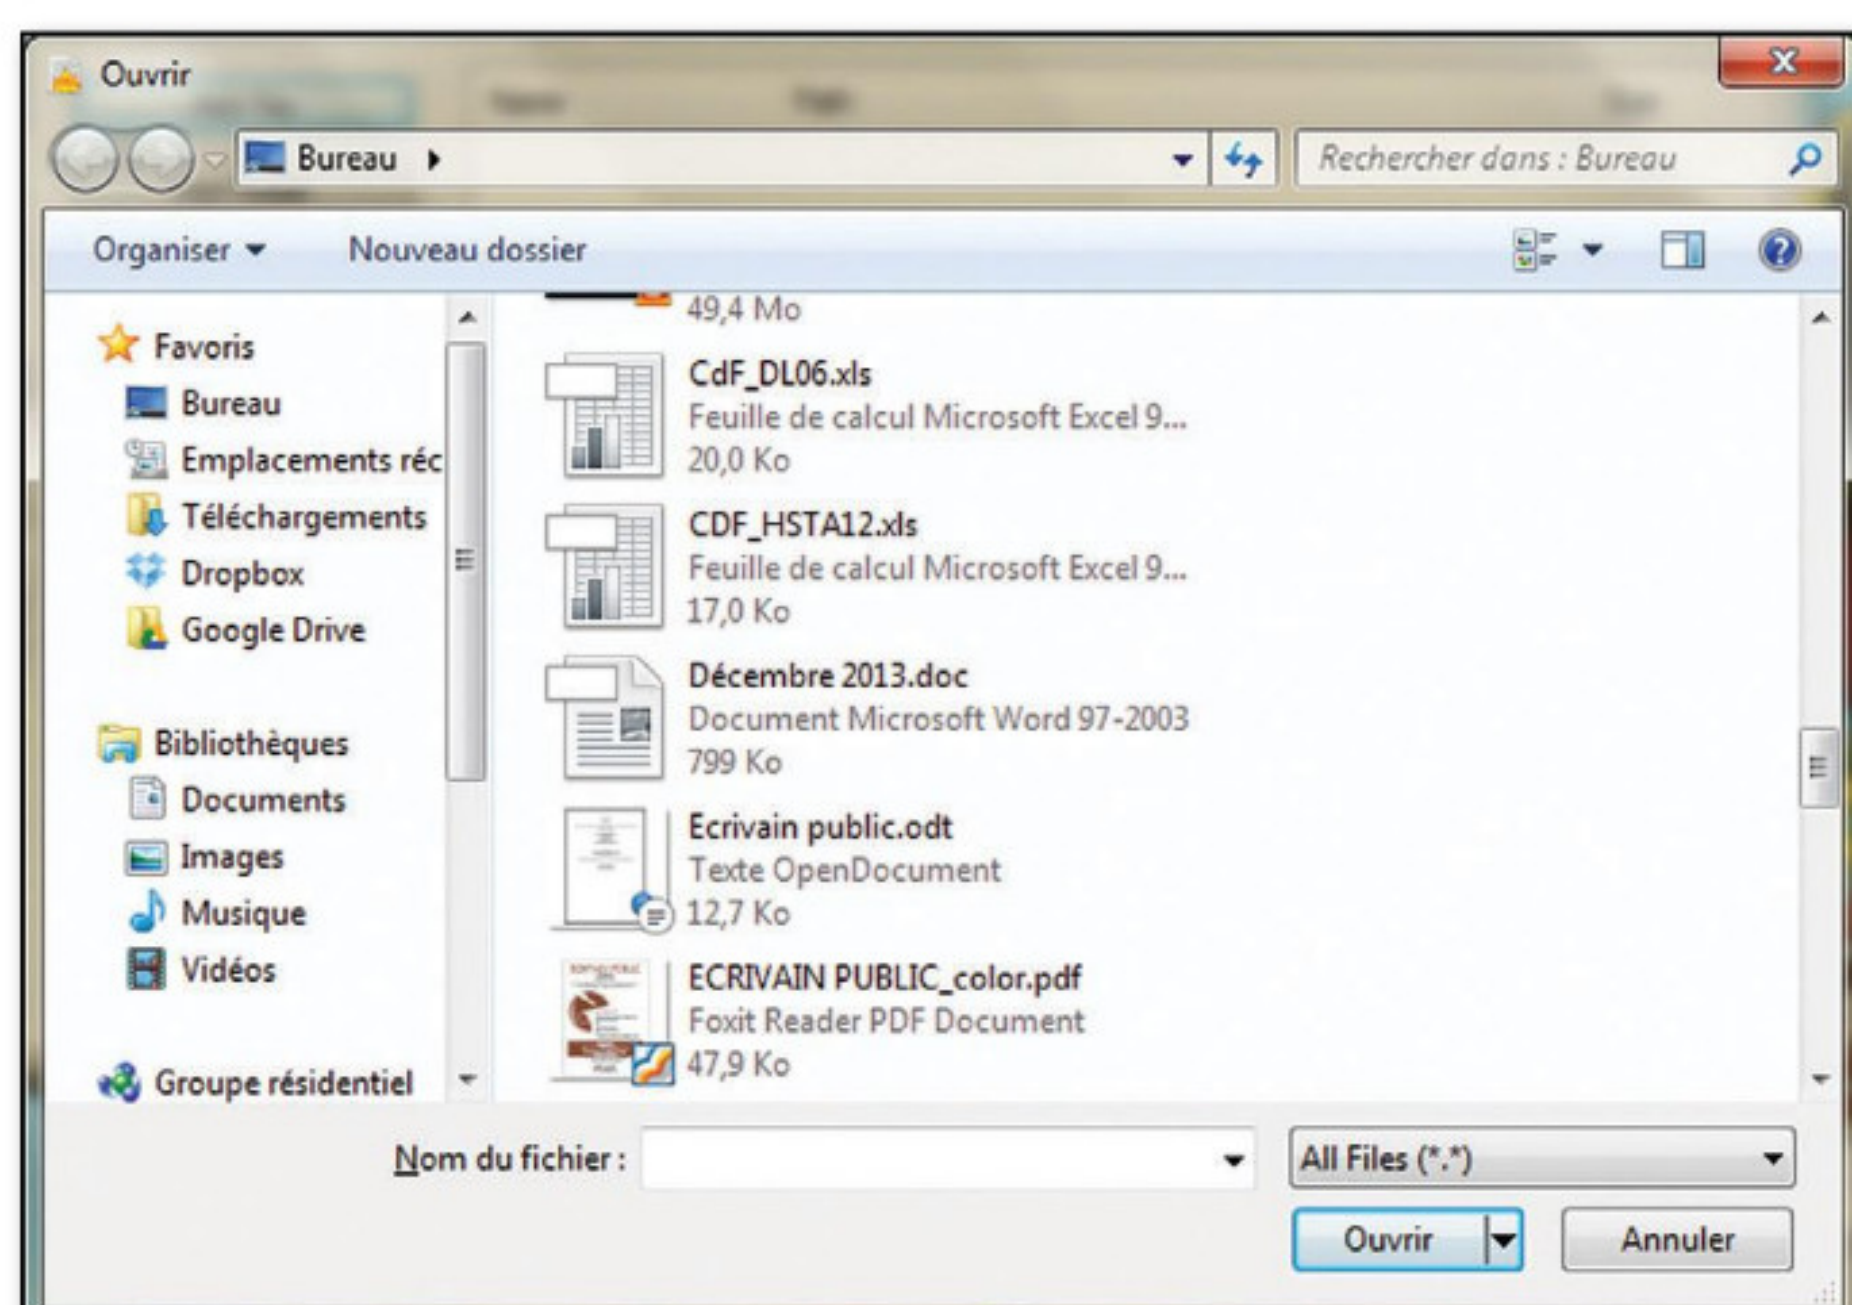 Ouvrir
Bureau
Rechercher dans : Bureau
Organiser
Nouveau dossier
Favoris
Bureau
Emplacements réc
Téléchargements
Dropbox
Google Drive
Bibliothèques
Documents
Images
Musique
Vidéos
Groupe résidentiel
49,4 Mo
CdF_DL06.xls
Feuille de calcul Microsoft Excel 9...
20,0 Ko
CDF_HSTA12.xls
Feuille de calcul Microsoft Excel 9...
17,0 Ko
Décembre 2013.doc
Document Microsoft Word 97-2003
799 Ko
Ecrivain public.odt
Texte OpenDocument
12,7 Ko
ECRIVAIN PUBLIC_color.pdf
Foxit Reader PDF Document
47,9 Ko
Nom du fichier :
All Files (*.*)
Ouvrir
Annuler